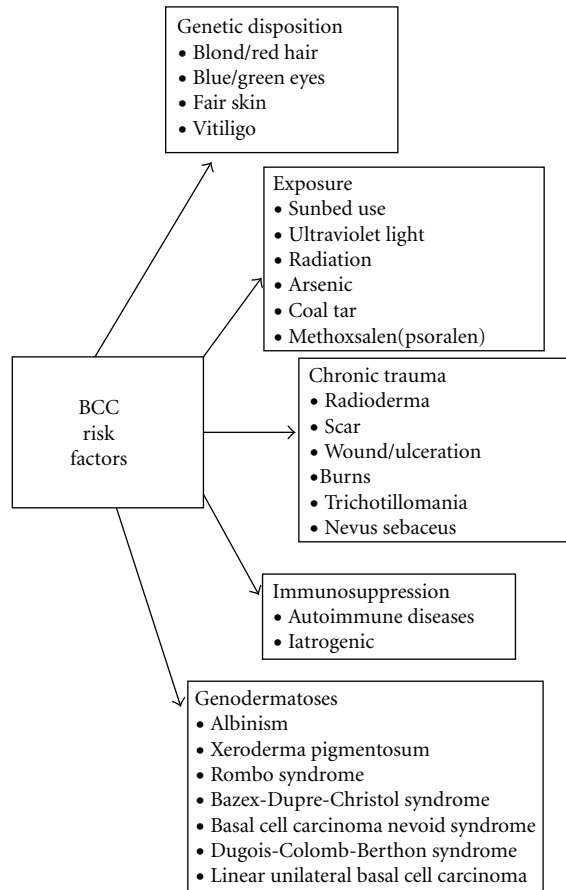 Genetic disposition
• Blond/red hair
• Blue/green eyes
• Fair skin
• Vitiligo
Exposure
• Sunbed use
• Ultraviolet light
• Radiation
• Arsenic
• Coal tar
• Methoxsalen(psoralen)
BCC
risk
factors
Chronic trauma
• Radioderma
• Scar
• Wound/ulceration
•Burns
• Trichotillomania
• Nevus sebaceus
Immunosuppression
• Autoimmune diseases
• Iatrogenic
Genodermatoses
• Albinism
• Xeroderma pigmentosum
• Rombo syndrome
• Bazex-Dupre-Christol syndrome
• Basal cell carcinoma nevoid syndrome
• Dugois-Colomb-Berthon syndrome
• Linear unilateral basal cell carcinoma